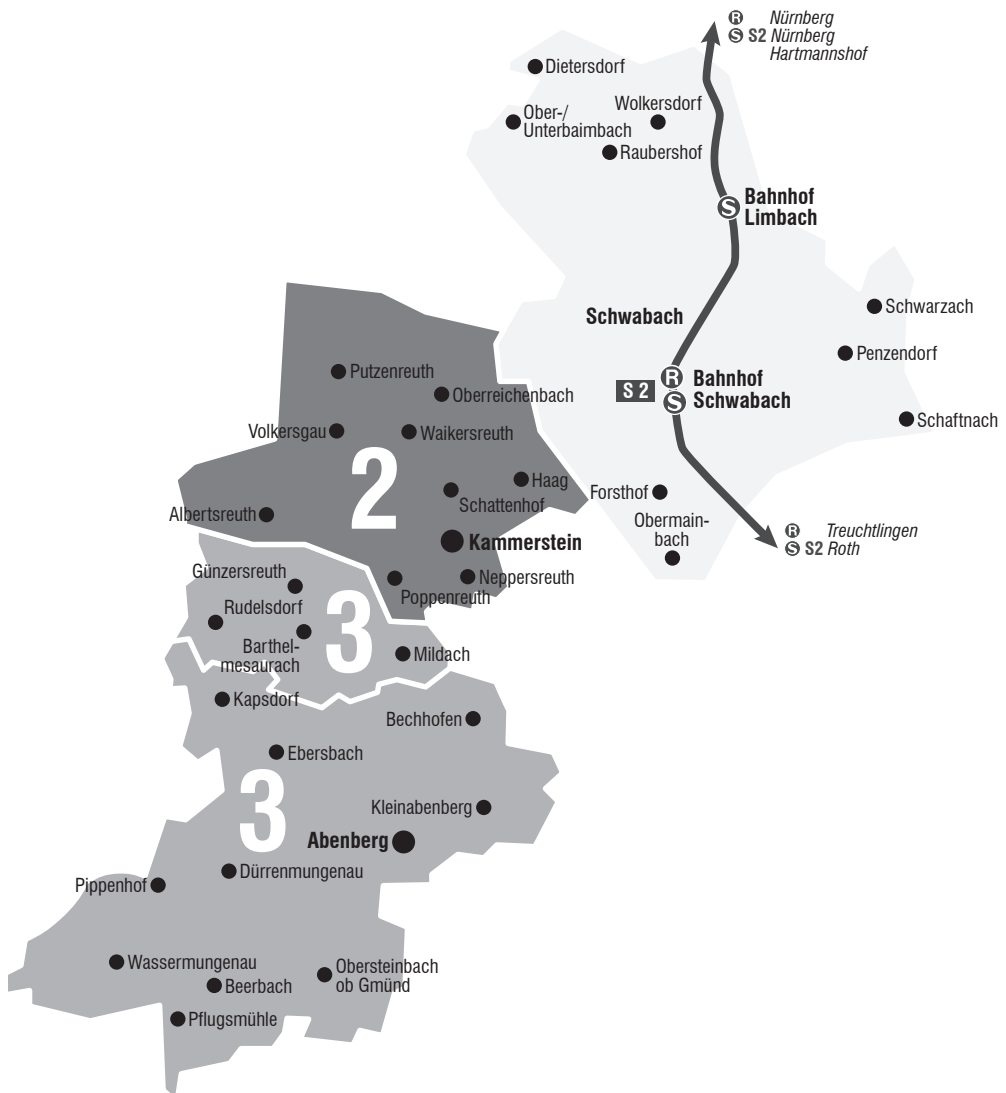 R Nürnberg
S S2 Nürnberg
Hartmannshof
Dietersdorf
Wolkersdorf
Ober-/
Unterbaimbach
Raubershof
S Bahnhof
Limbach
Schwarzach
Schwabach
Penzendorf
Putzenreuth
R Bahnhof
S 2 S Schwabach
Oberreichenbach
Schaftnach
Volkersgau
Waikersreuth
2
Haag
Forsthof
Schattenhof
Albertsreuth
Obermain-
bach
R Treuchtlingen
S S2 Roth
Kammerstein
Günzersreuth
Neppersreuth
Poppenreuth
Rudelsdorf
3
Barthel-
mesaurach
Mildach
Kapsdorf
Bechhofen
Ebersbach
3
Kleinabenberg
Abenberg
Dürrenmungenau
Pippenhof
Wassermungenau
Obersteinbach
ob Gmünd
Beerbach
Pflugsmühle